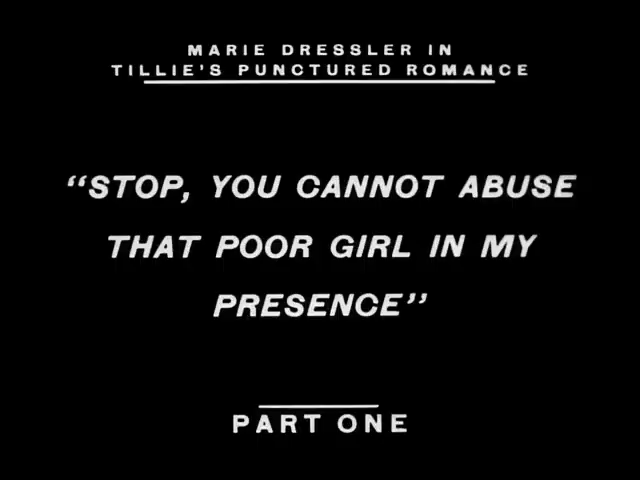 MARIE DRESSLER IN
TILLIE'S PUNCTURED ROMANCE
"STOP, YOU CANNOT ABUSE
THAT POOR GIRL IN MY
PRESENCE"
PART ONE